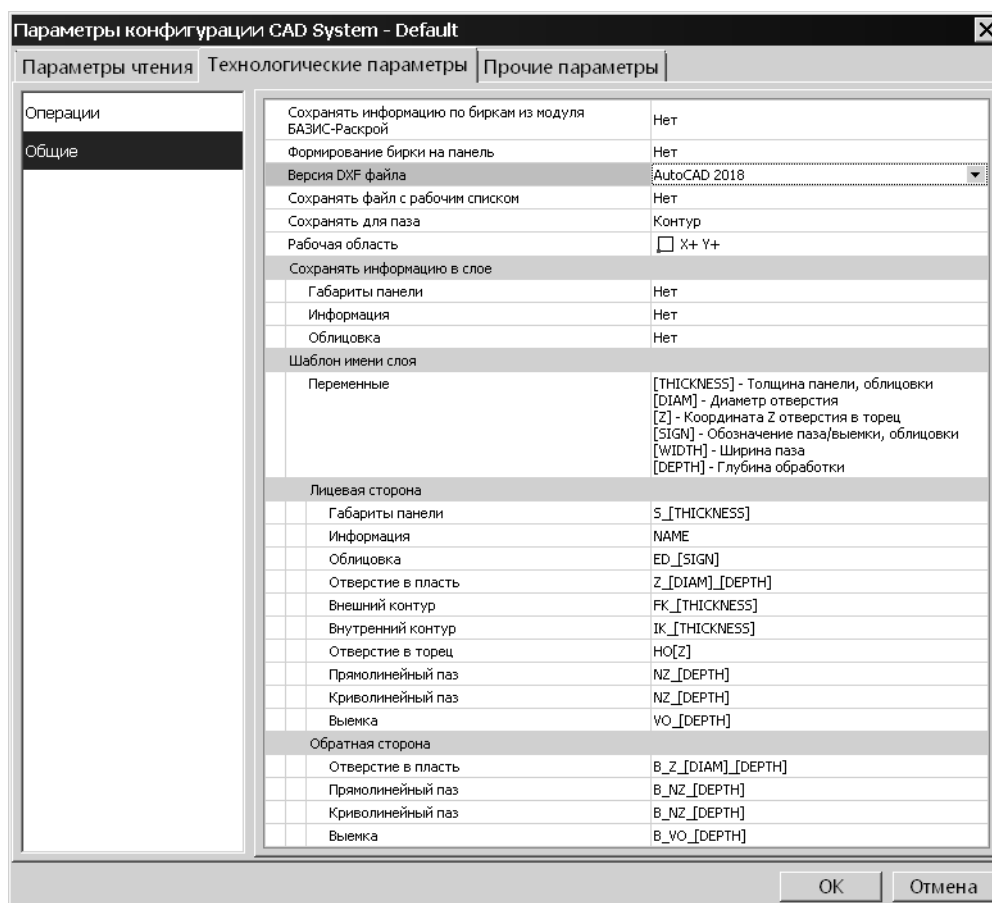 Параметры конфигурации CAD System - Default
Параметры чтения Технологические параметры Прочие параметры
Операции
Общие
Сохранять информацию по биркам из модуля
БАЗИС-Раскрой Нет
Формирование бирки на панель Нет
Версия DXF файла AutoCAD 2018
Сохранять файл с рабочим списком Нет
Сохранять для паза Контур
Рабочая область X+ Y+
Сохранять информацию в слое
Габариты панели Нет
Информация Нет
Облицовка Нет
Шаблон имени слоя
Переменные [THICKNESS] - Толщина панели, облицовки
[DIAM] - Диаметр отверстия
[Z] - Координата Z отверстия в торец
[SIGN] - Обозначение паза/выемки, облицовки
[WIDTH] - Ширина паза
[DEPTH] - Глубина обработки
Лицевая сторона
Габариты панели S_[THICKNESS]
Информация NAME
Облицовка ED_[SIGN]
Отверстие в пласть Z_[DIAM]_[DEPTH]
Внешний контур FK_[THICKNESS]
Внутренний контур IK_[THICKNESS]
Отверстие в торец HO[Z]
Прямолинейный паз NZ_[DEPTH]
Криволинейный паз NZ_[DEPTH]
Выемка VO_[DEPTH]
Обратная сторона
Отверстие в пласть B_Z_[DIAM]_[DEPTH]
Прямолинейный паз B_NZ_[DEPTH]
Криволинейный паз B_NZ_[DEPTH]
Выемка B_VO_[DEPTH]
OK Отмена